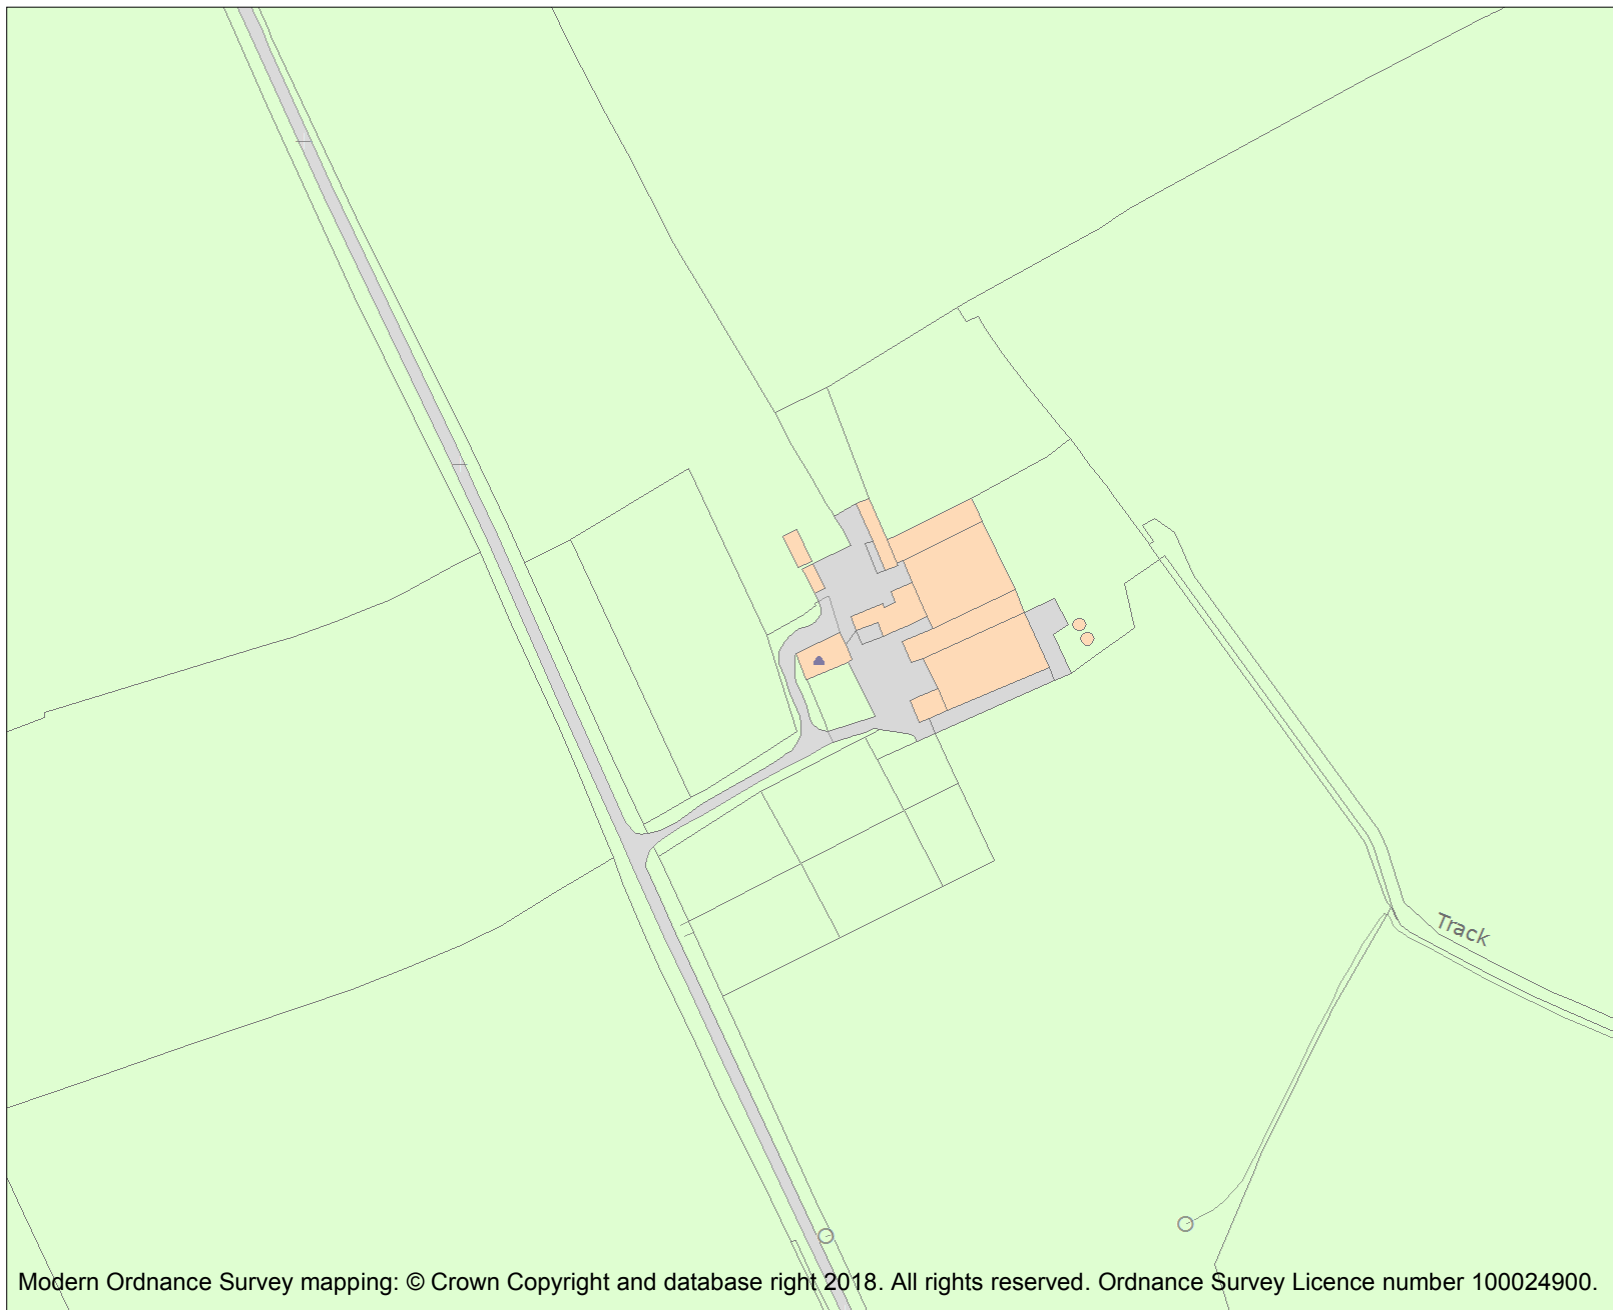 Track
Modern Ordnance Survey mapping: © Crown Copyright and database right 2018. All rights reserved. Ordnance Survey Licence number 100024900.